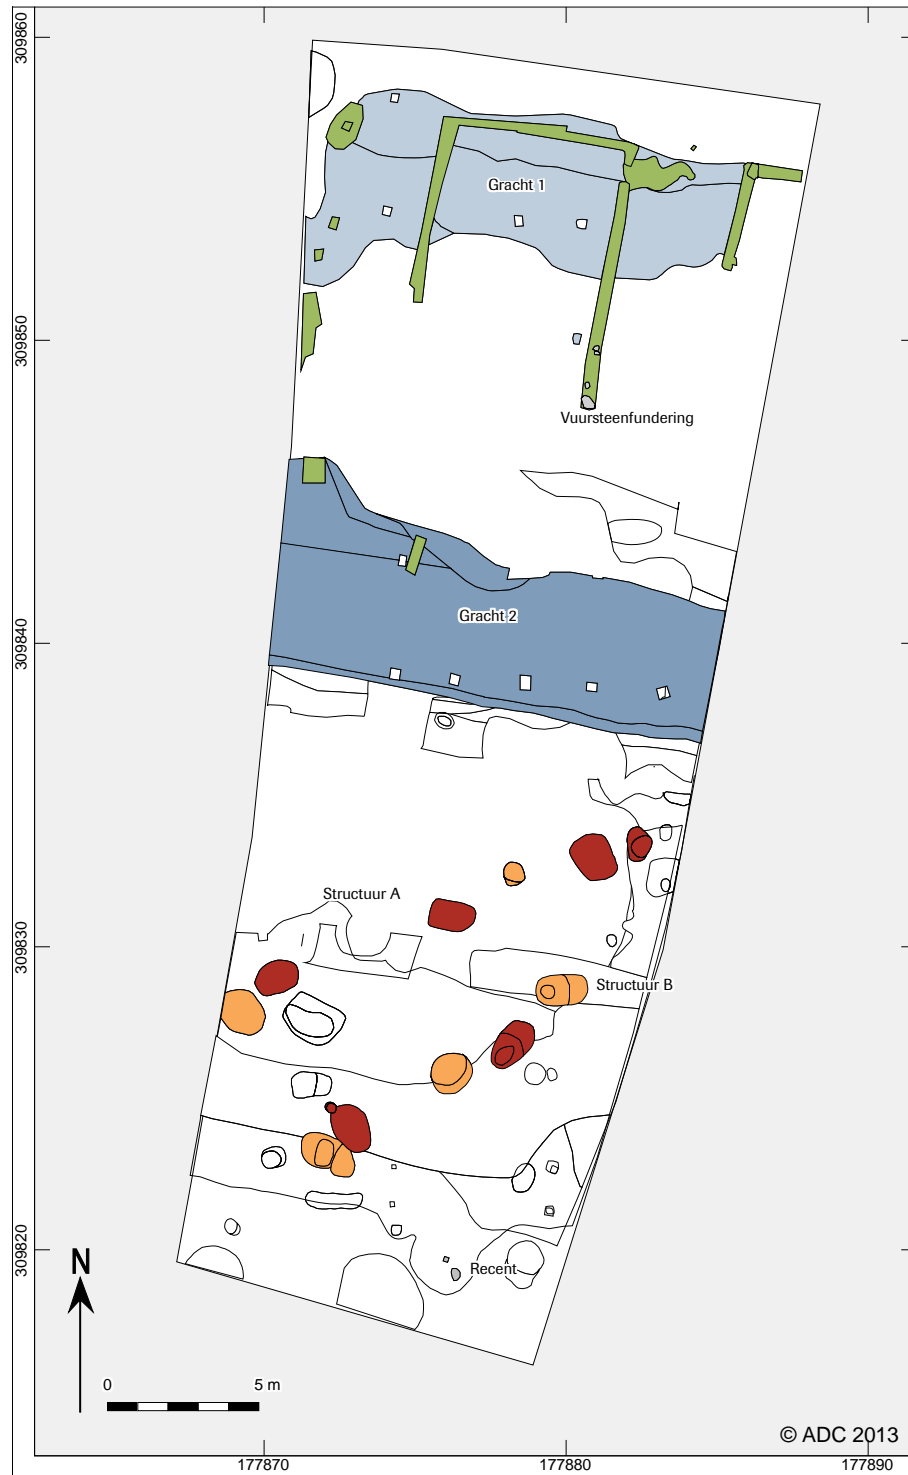 309860
Gracht 1
309850
Vuursteenfundering
Gracht 2
309840
Structuur A
309830
Structuur B
N
309820
Recent
0 5 m
© ADC 2013
177870 177880 177890